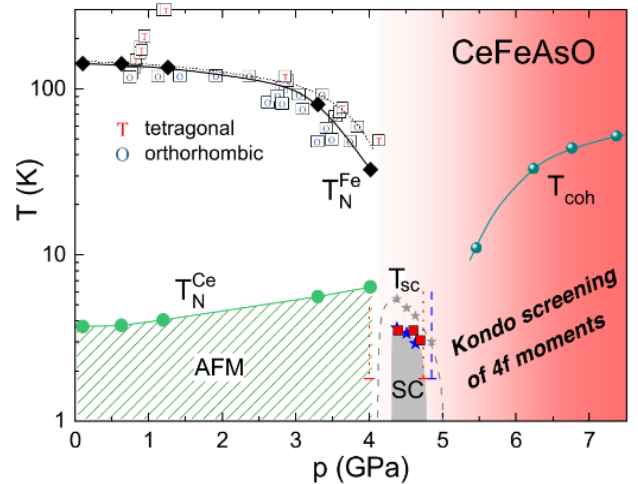 CeFeAsO
100
T tetragonal
O orthorhombic
T_N^Fe
T_coh
T (K)
10
T_N^Ce
T_sc
Kondo screening
of 4f moments
AFM
SC
1
0 1 2 3 4 5 6 7
p (GPa)